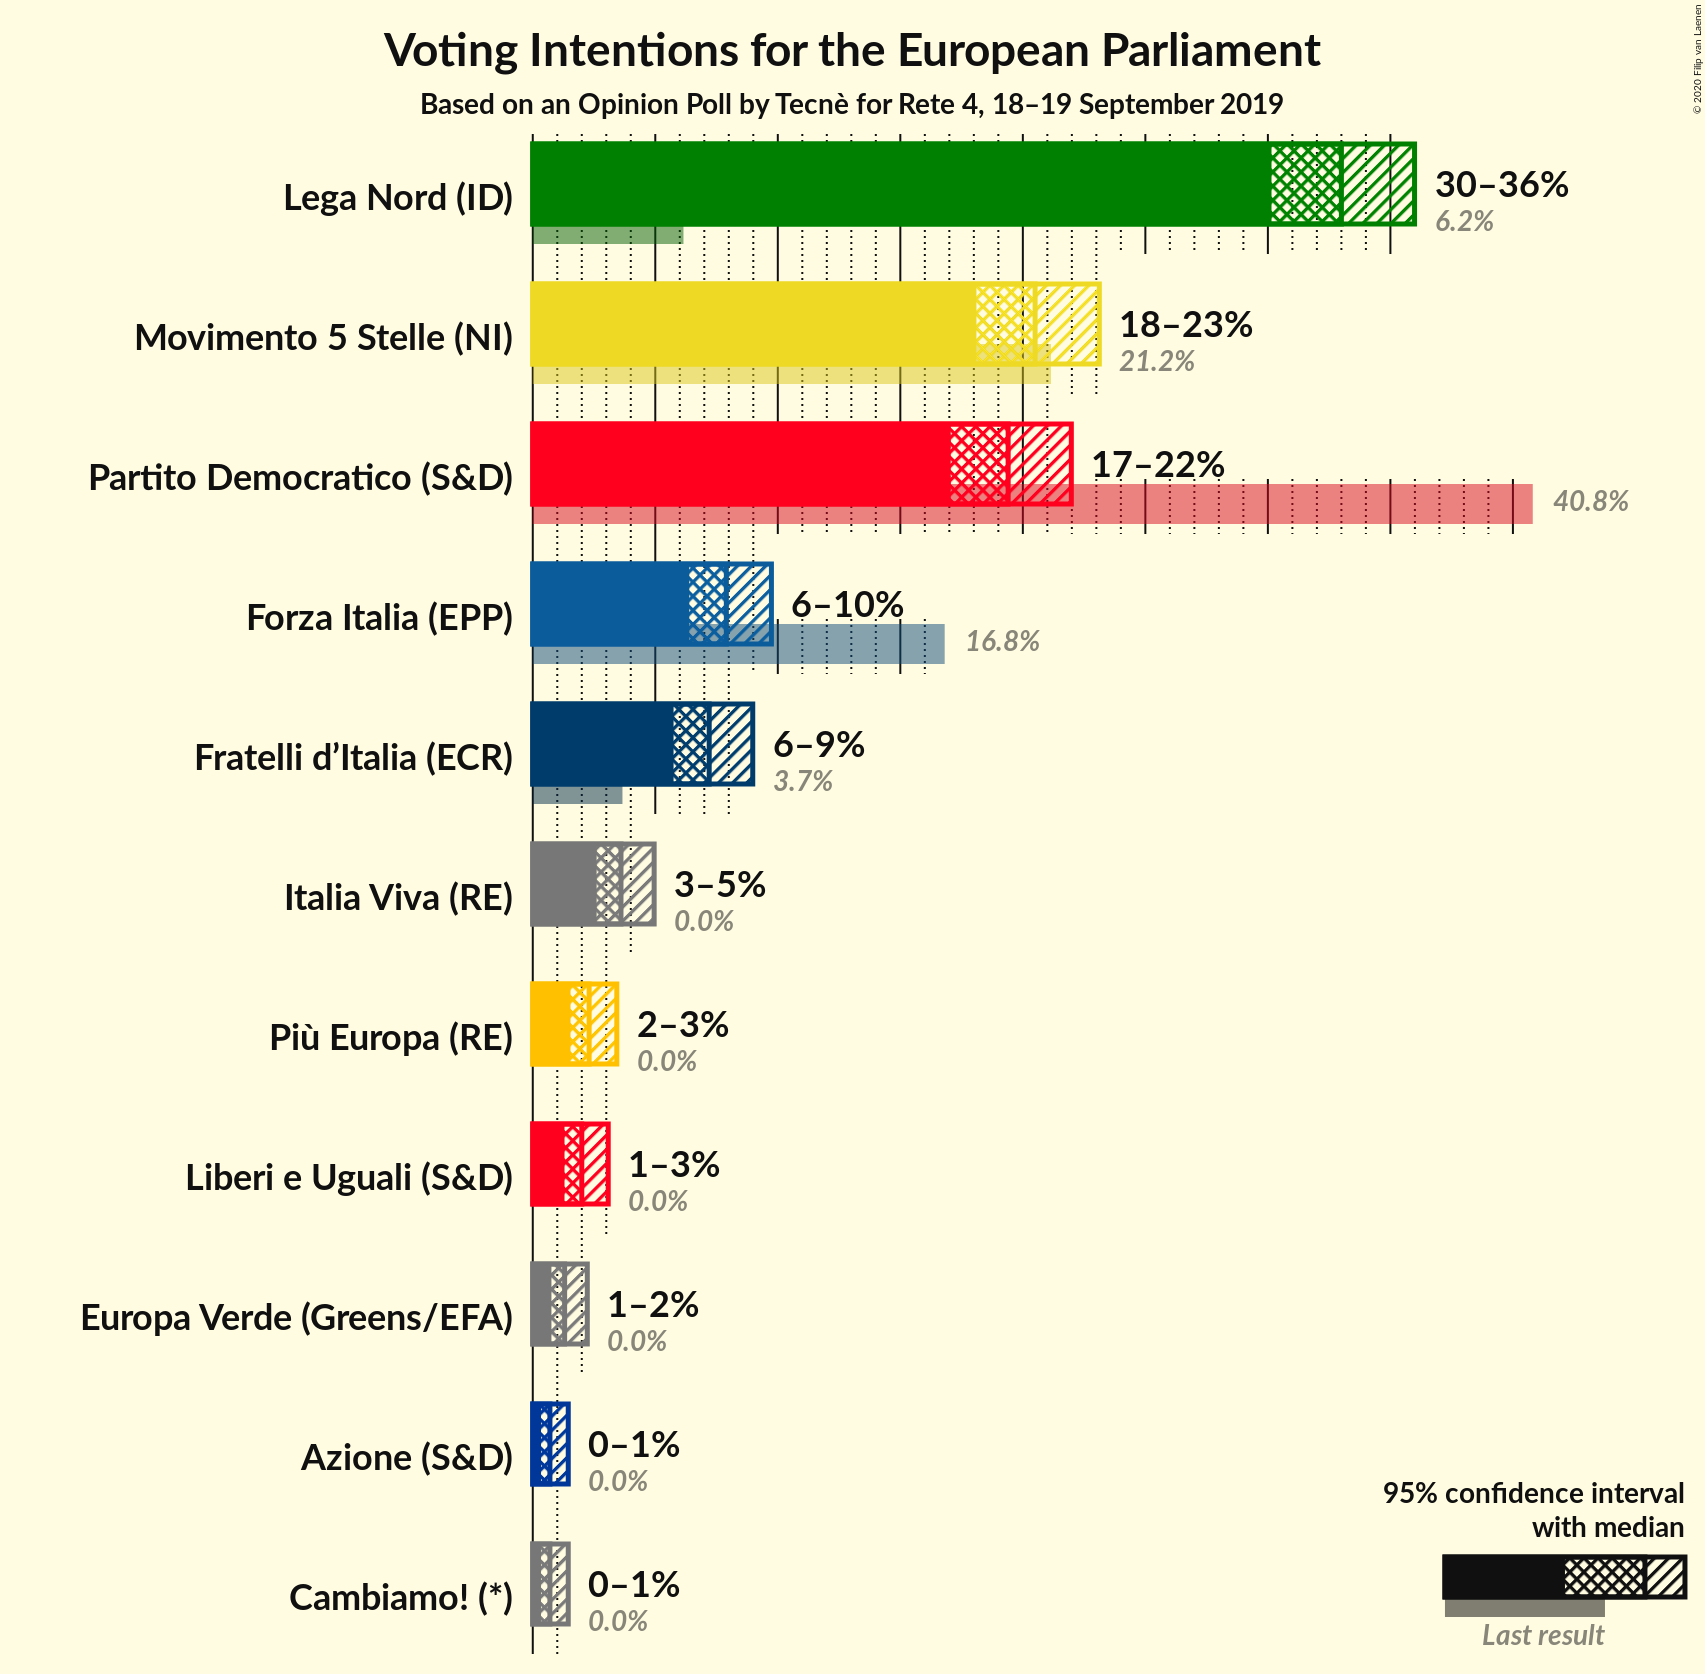 Voting Intentions for the European Parliament
Based on an Opinion Poll by Tecnè for Rete 4, 18–19 September 2019
© 2020 Filip van Laenen
Lega Nord (ID)
30–36%
6.2%
Movimento 5 Stelle (NI)
18–23%
21.2%
Partito Democratico (S&D)
17–22%
40.8%
Forza Italia (EPP)
6–10%
16.8%
Fratelli d’Italia (ECR)
6–9%
3.7%
Italia Viva (RE)
3–5%
0.0%
Più Europa (RE)
2–3%
0.0%
Liberi e Uguali (S&D)
1–3%
0.0%
Europa Verde (Greens/EFA)
1–2%
0.0%
Azione (S&D)
0–1%
0.0%
Cambiamo! (*)
0–1%
0.0%
95% confidence interval
with median
Last result